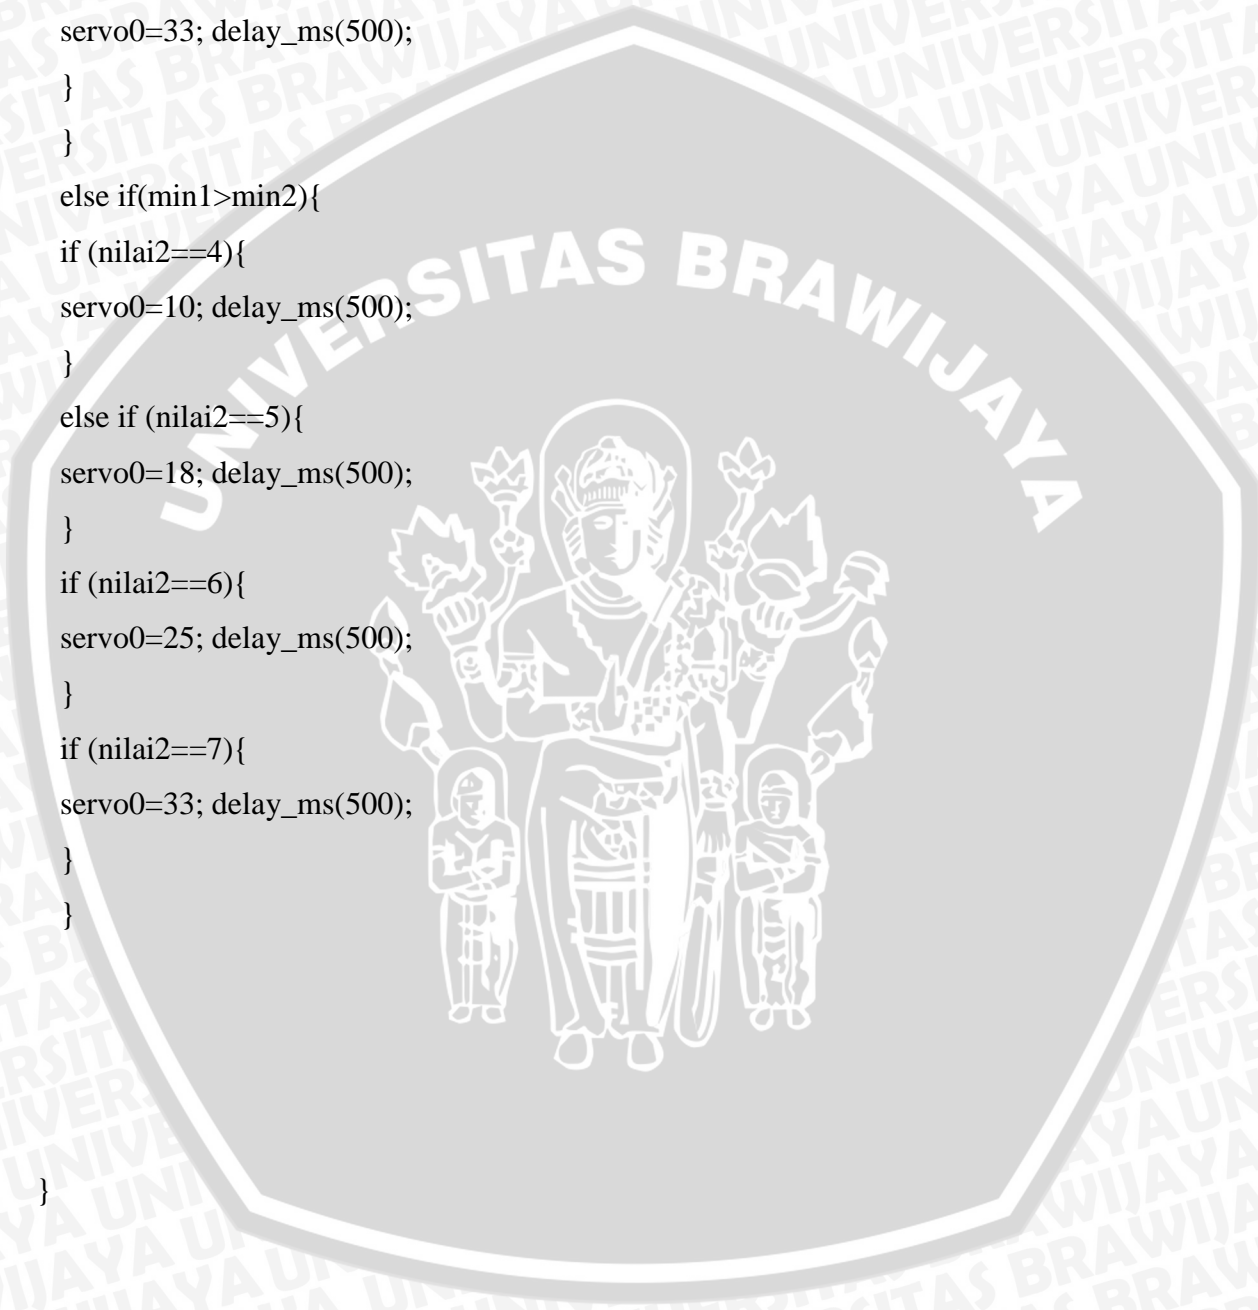 servo0=33; delay_ms(500);
}
}
else if(min1>min2){
if (nilai2==4){
servo0=10; delay_ms(500);
}
else if (nilai2==5){
servo0=18; delay_ms(500);
}
if (nilai2==6){
servo0=25; delay_ms(500);
}
if (nilai2==7){
servo0=33; delay_ms(500);
}
}
}
UNIVERSITAS BRAWIJAYA